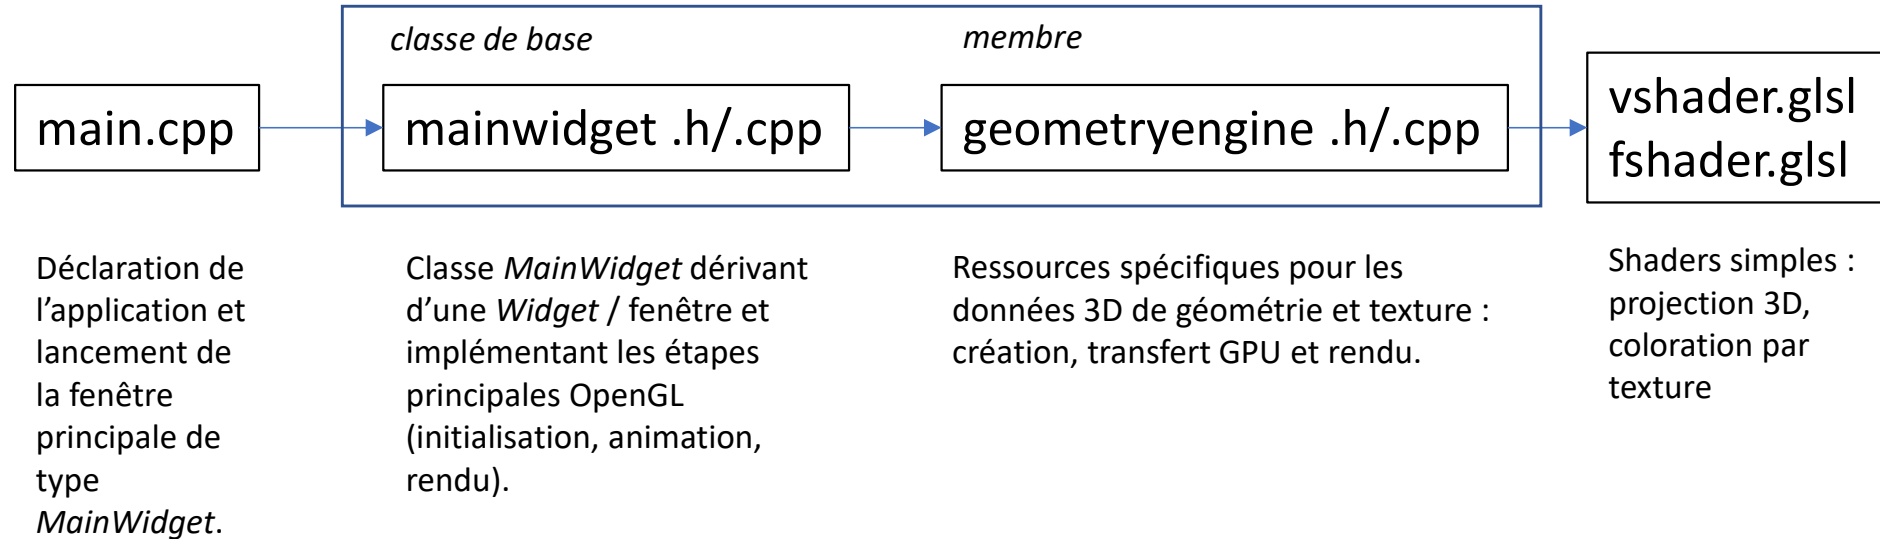 classe de base
membre
main.cpp
mainwidget .h/.cpp
geometryengine .h/.cpp
vshader.glsl
fshader.glsl
Déclaration de
l’application et
lancement de
la fenêtre
principale de
type
MainWidget.
Classe MainWidget dérivant
d’une Widget / fenêtre et
implémentant les étapes
principales OpenGL
(initialisation, animation,
rendu).
Ressources spécifiques pour les
données 3D de géométrie et texture :
création, transfert GPU et rendu.
Shaders simples :
projection 3D,
coloration par
texture